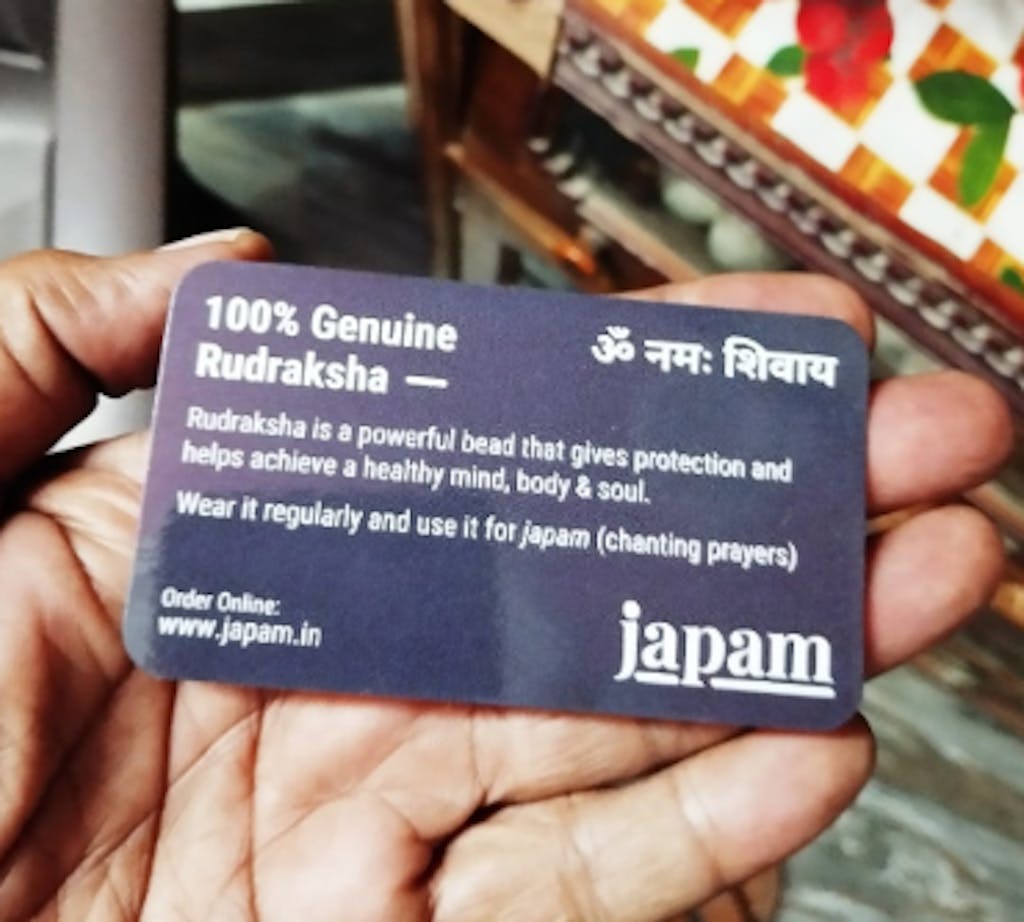 100% Genuine
Rudraksha —
ॐ नमः शिवाय
Rudraksha is a powerful bead that gives protection and
helps achieve a healthy mind, body & soul.
Wear it regularly and use it for japam (chanting prayers)
Order Online:
www.japam.in
japam